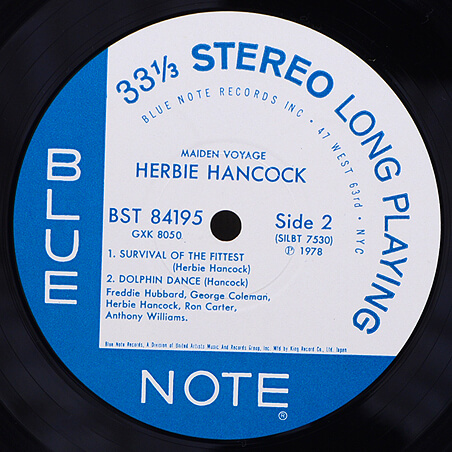 33⅓ STEREO LONG PLAYING
BLUE NOTE RECORDS INC • 47 WEST 63rd • NYC
MAIDEN VOYAGE
HERBIE HANCOCK
BST 84195
GXK 8050
Side 2
(SILBT 7530)
Ⓟ 1978
1. SURVIVAL OF THE FITTEST
(Herbie Hancock)
2. DOLPHIN DANCE (Hancock)
Freddie Hubbard, George Coleman,
Herbie Hancock, Ron Carter,
Anthony Williams.
Blue Note Records, A Division of United Artists Music And Records Group, Inc. Mfd by King Record Co., Ltd. Japan
BLUE
NOTE®